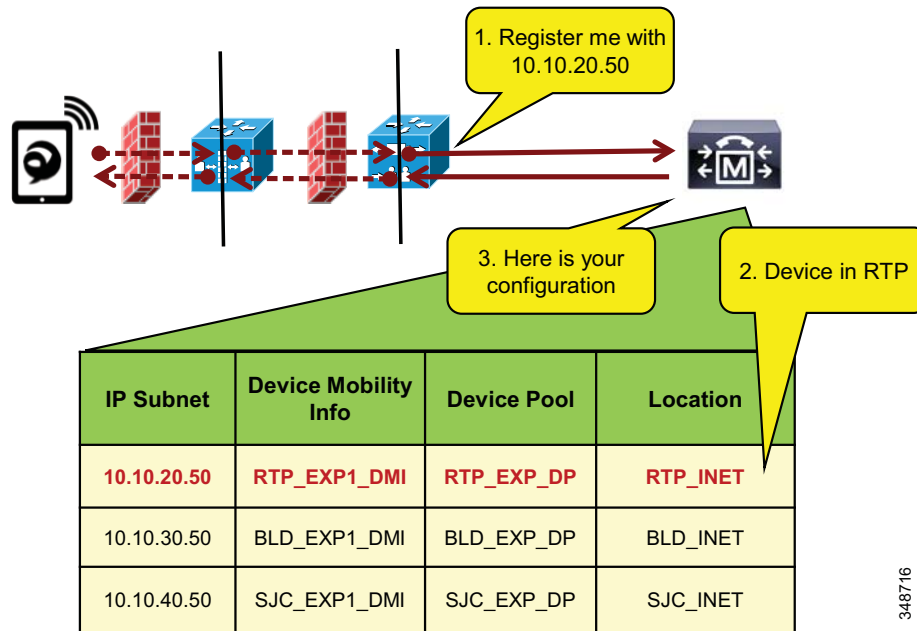 1. Register me with
10.10.20.50
M
3. Here is your
configuration
2. Device in RTP
IP Subnet
Device Mobility
Info
Device Pool
Location
10.10.20.50
RTP_EXP1_DMI
RTP_EXP_DP
RTP_INET
10.10.30.50
BLD_EXP1_DMI
BLD_EXP_DP
BLD_INET
10.10.40.50
SJC_EXP1_DMI
SJC_EXP_DP
SJC_INET
348716